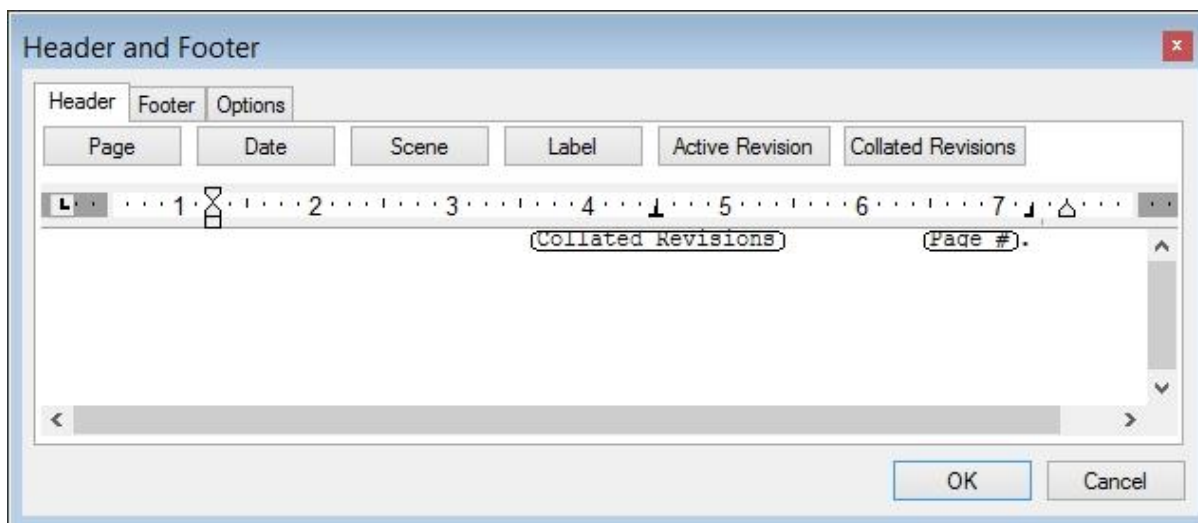 Header and Footer
x
Header Footer Options
Page Date Scene Label Active Revision Collated Revisions
L 1 2 3 4 5 6 7
Collated Revisions Page #.
OK Cancel